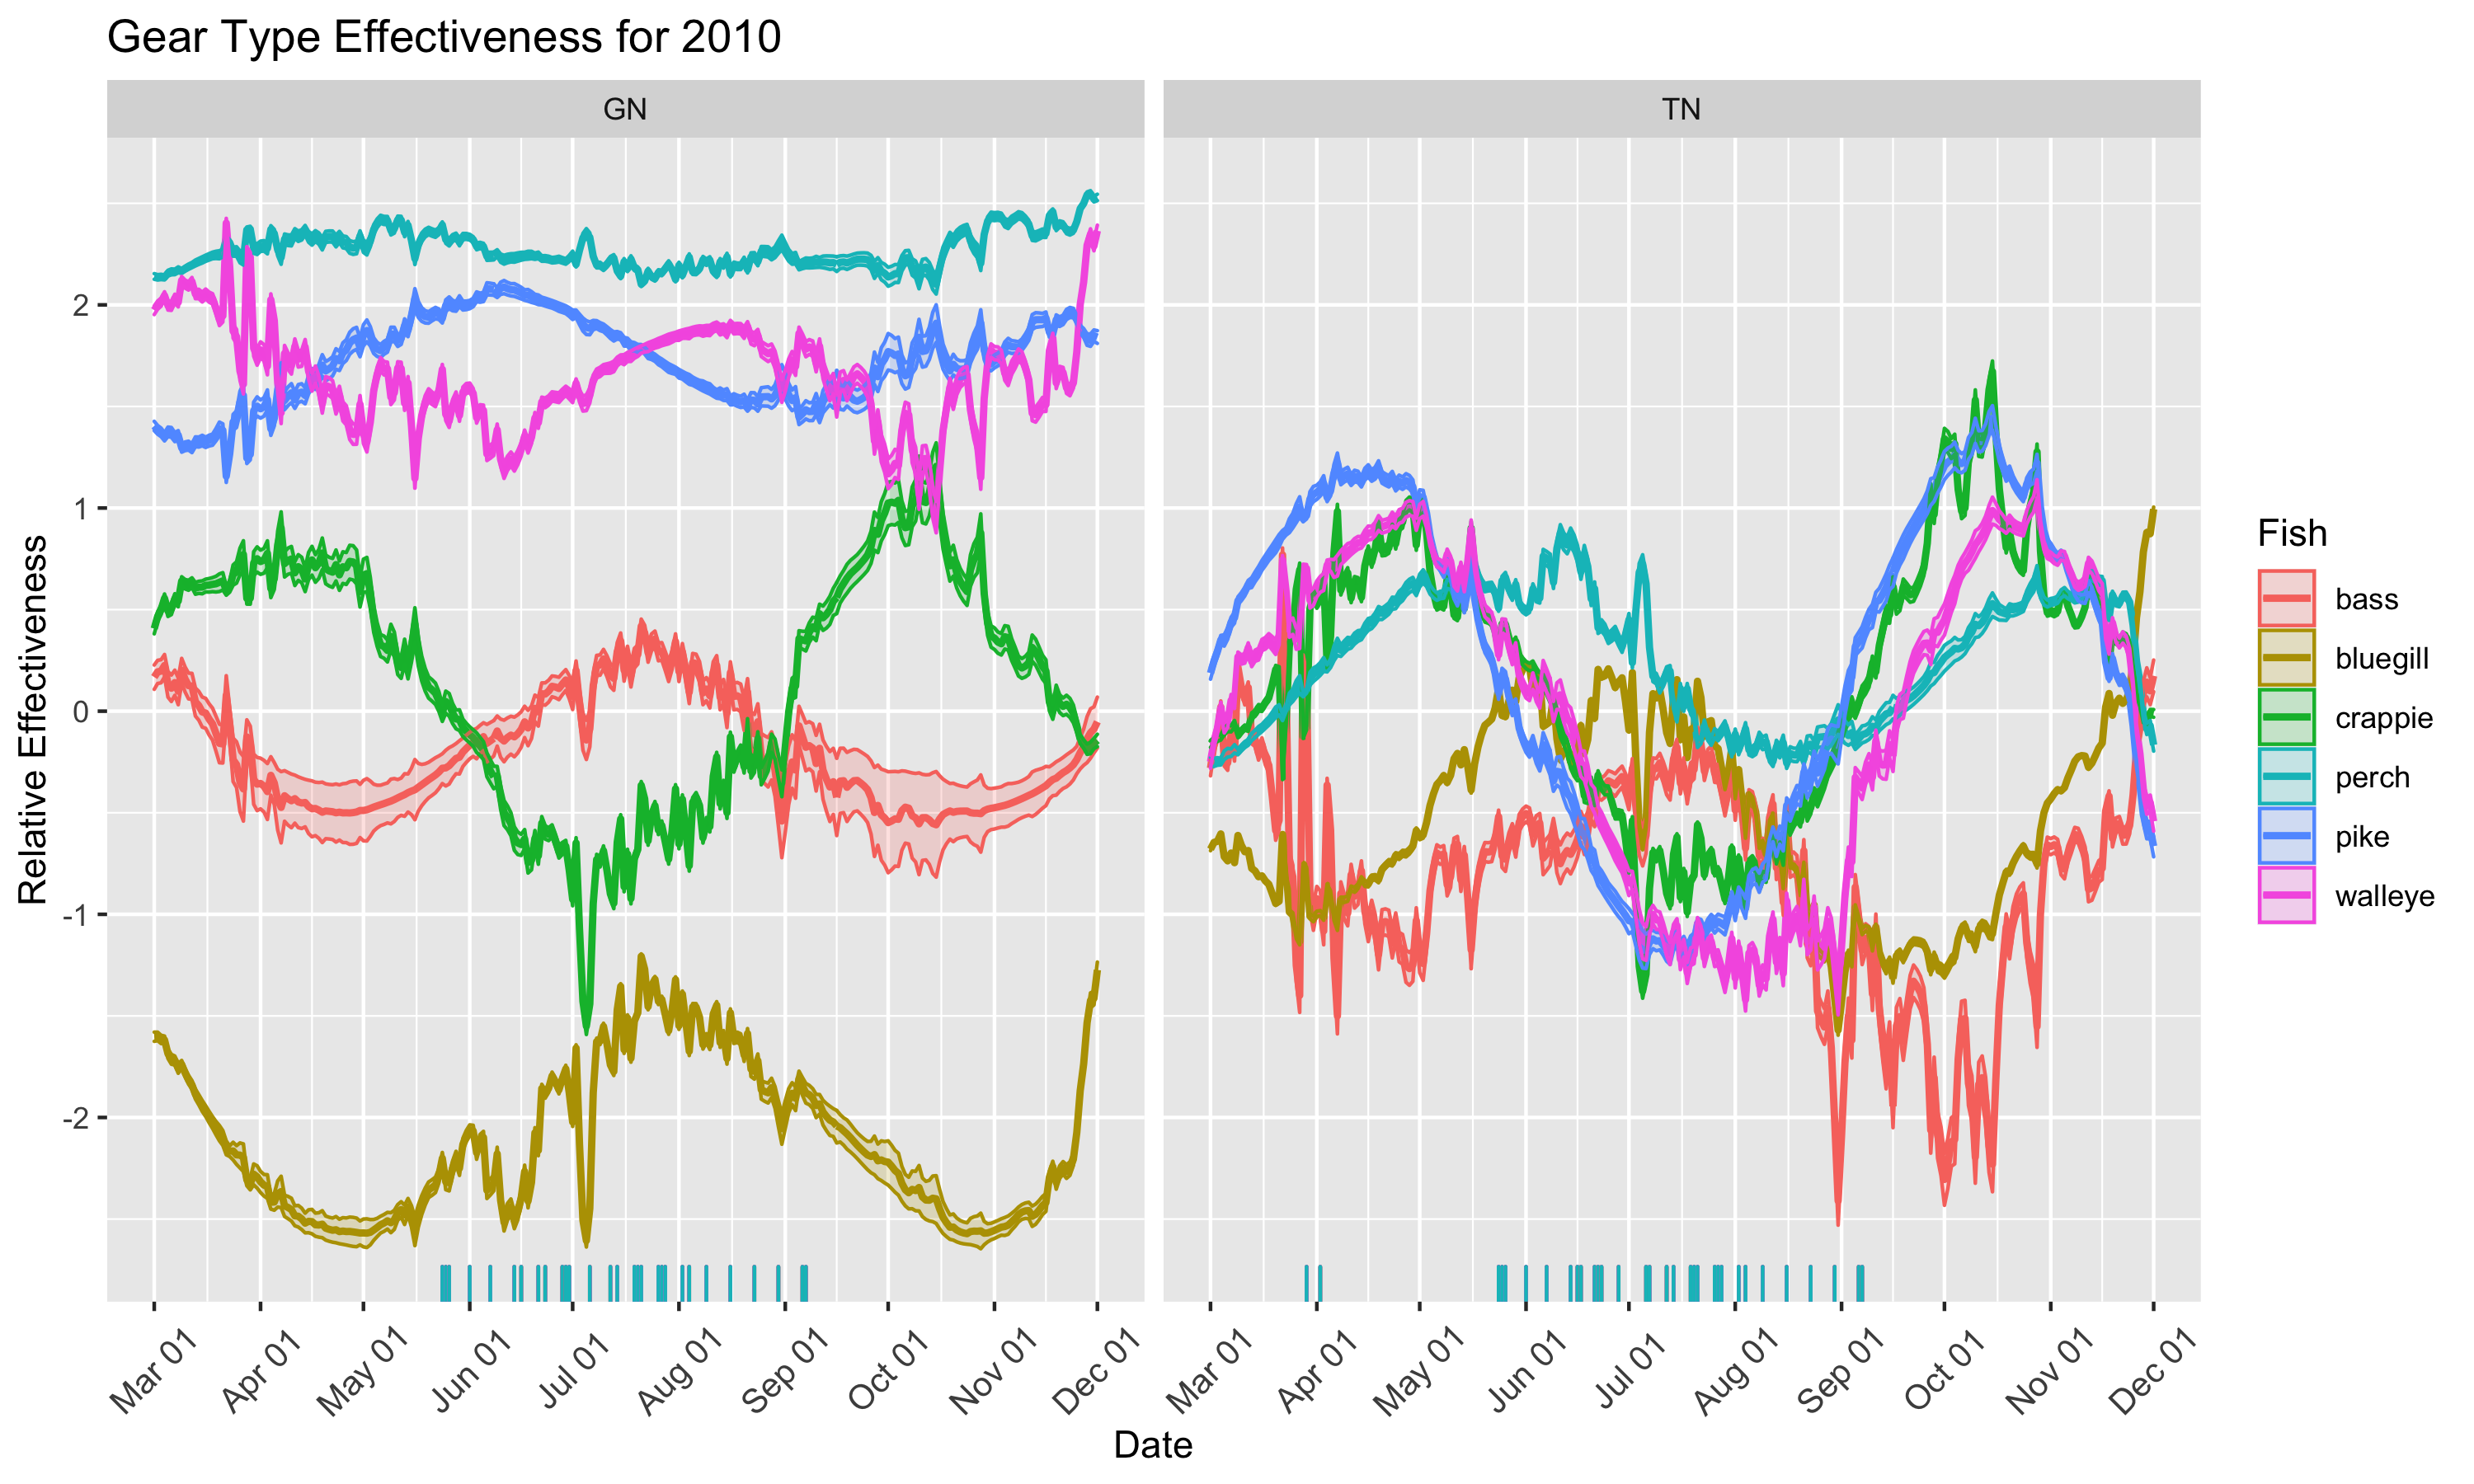 Gear Type Effectiveness for 2010
GN
TN
Relative Effectiveness
2
1
0
-1
-2
Mar 01
Apr 01
May 01
Jun 01
Jul 01
Aug 01
Sep 01
Oct 01
Nov 01
Dec 01
Mar 01
Apr 01
May 01
Jun 01
Jul 01
Aug 01
Sep 01
Oct 01
Nov 01
Dec 01
Date
Fish
bass
bluegill
crappie
perch
pike
walleye